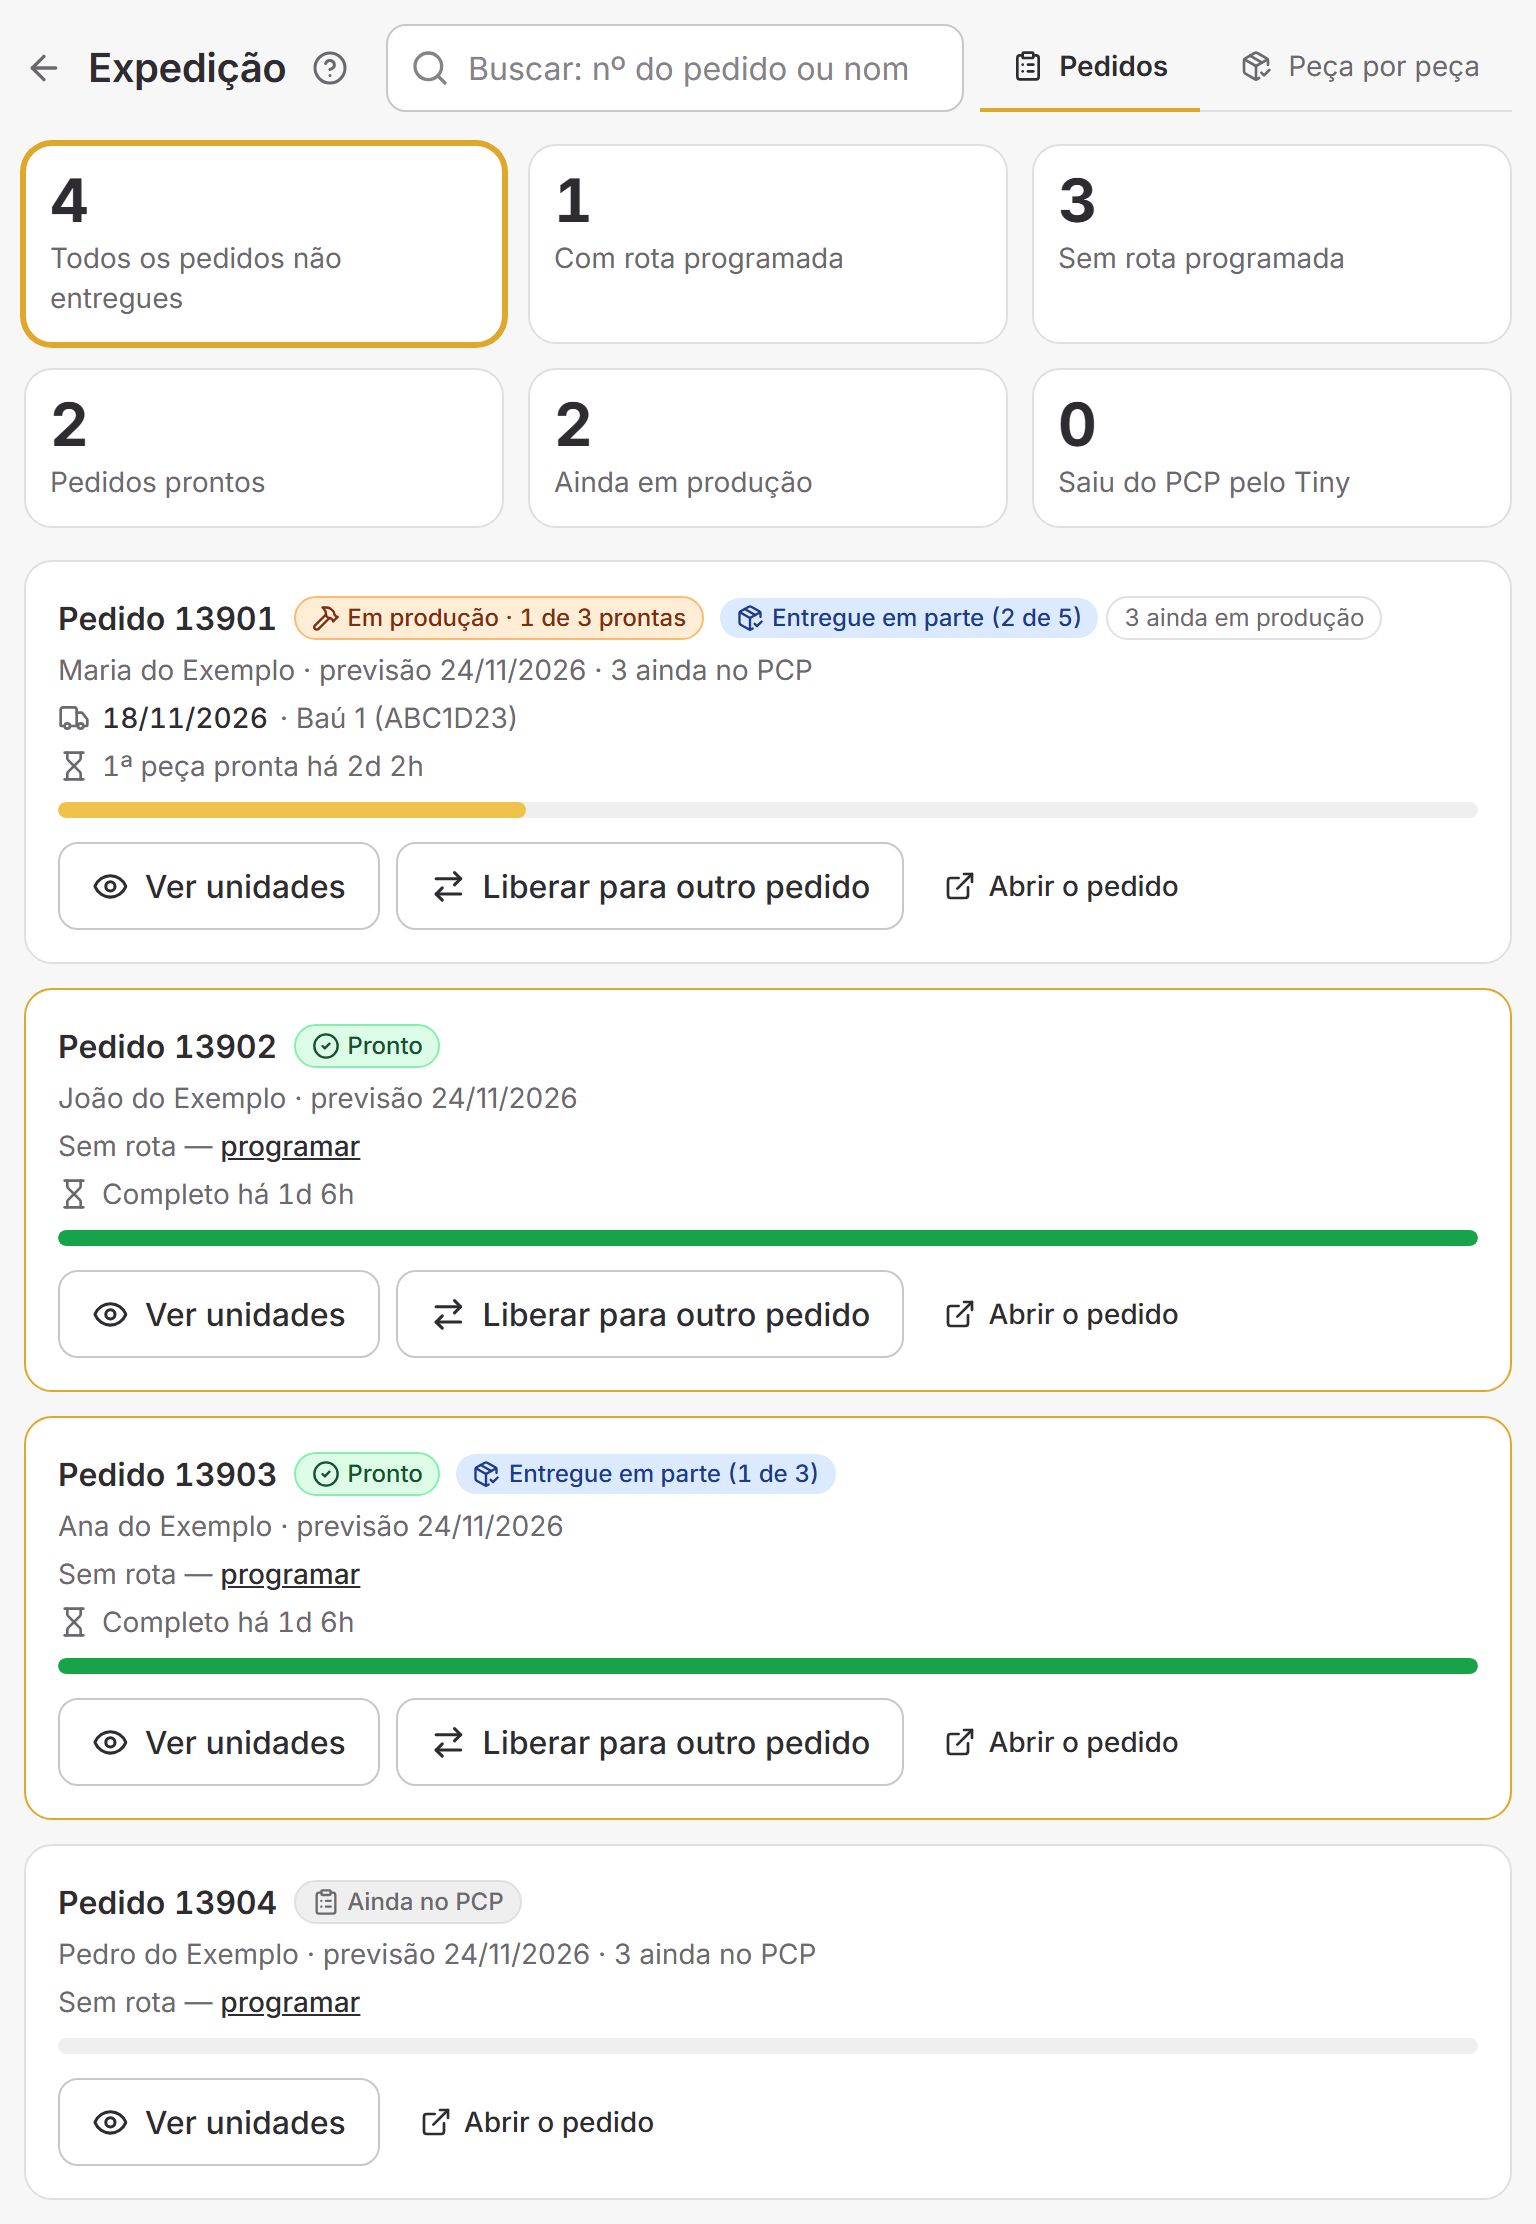 Expedição
Buscar: nº do pedido ou nom
Pedidos
Peça por peça
4
Todos os pedidos não
entregues
1
Com rota programada
3
Sem rota programada
2
Pedidos prontos
2
Ainda em produção
0
Saiu do PCP pelo Tiny
Pedido 13901 Em produção · 1 de 3 prontas Entregue em parte (2 de 5) 3 ainda em produção
Maria do Exemplo · previsão 24/11/2026 · 3 ainda no PCP
18/11/2026 · Baú 1 (ABC1D23)
1ª peça pronta há 2d 2h
Ver unidades Liberar para outro pedido Abrir o pedido
Pedido 13902 Pronto
João do Exemplo · previsão 24/11/2026
Sem rota — programar
Completo há 1d 6h
Ver unidades Liberar para outro pedido Abrir o pedido
Pedido 13903 Pronto Entregue em parte (1 de 3)
Ana do Exemplo · previsão 24/11/2026
Sem rota — programar
Completo há 1d 6h
Ver unidades Liberar para outro pedido Abrir o pedido
Pedido 13904 Ainda no PCP
Pedro do Exemplo · previsão 24/11/2026 · 3 ainda no PCP
Sem rota — programar
Ver unidades Abrir o pedido